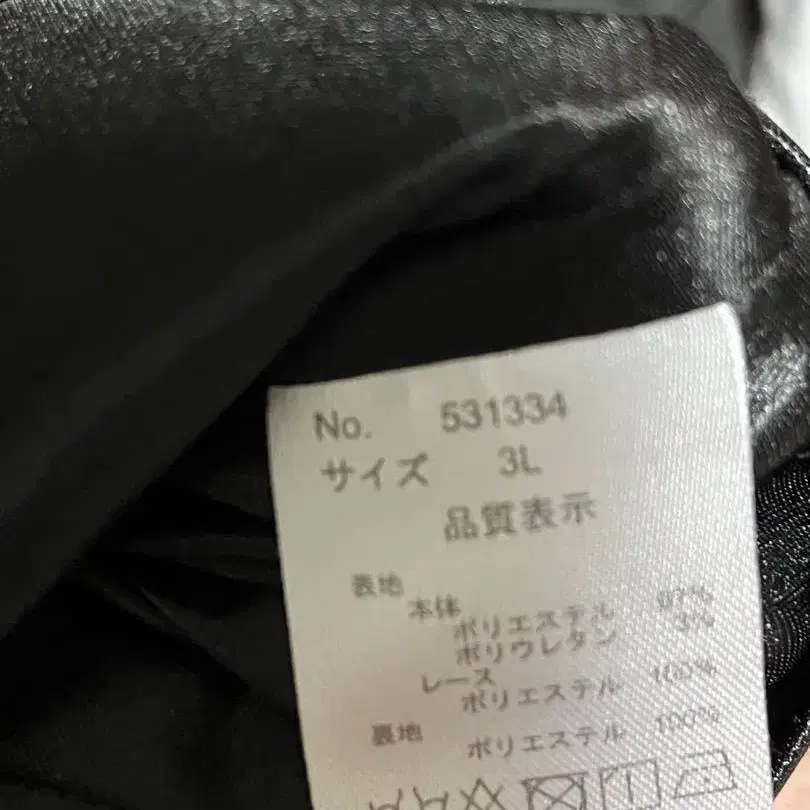 No. 531334
サイズ 3L
品質表示
表地
本体
ポリエステル 97%
ポリウレタン 3%
レース
ポリエステル 100%
裏地
ポリエステル 100%